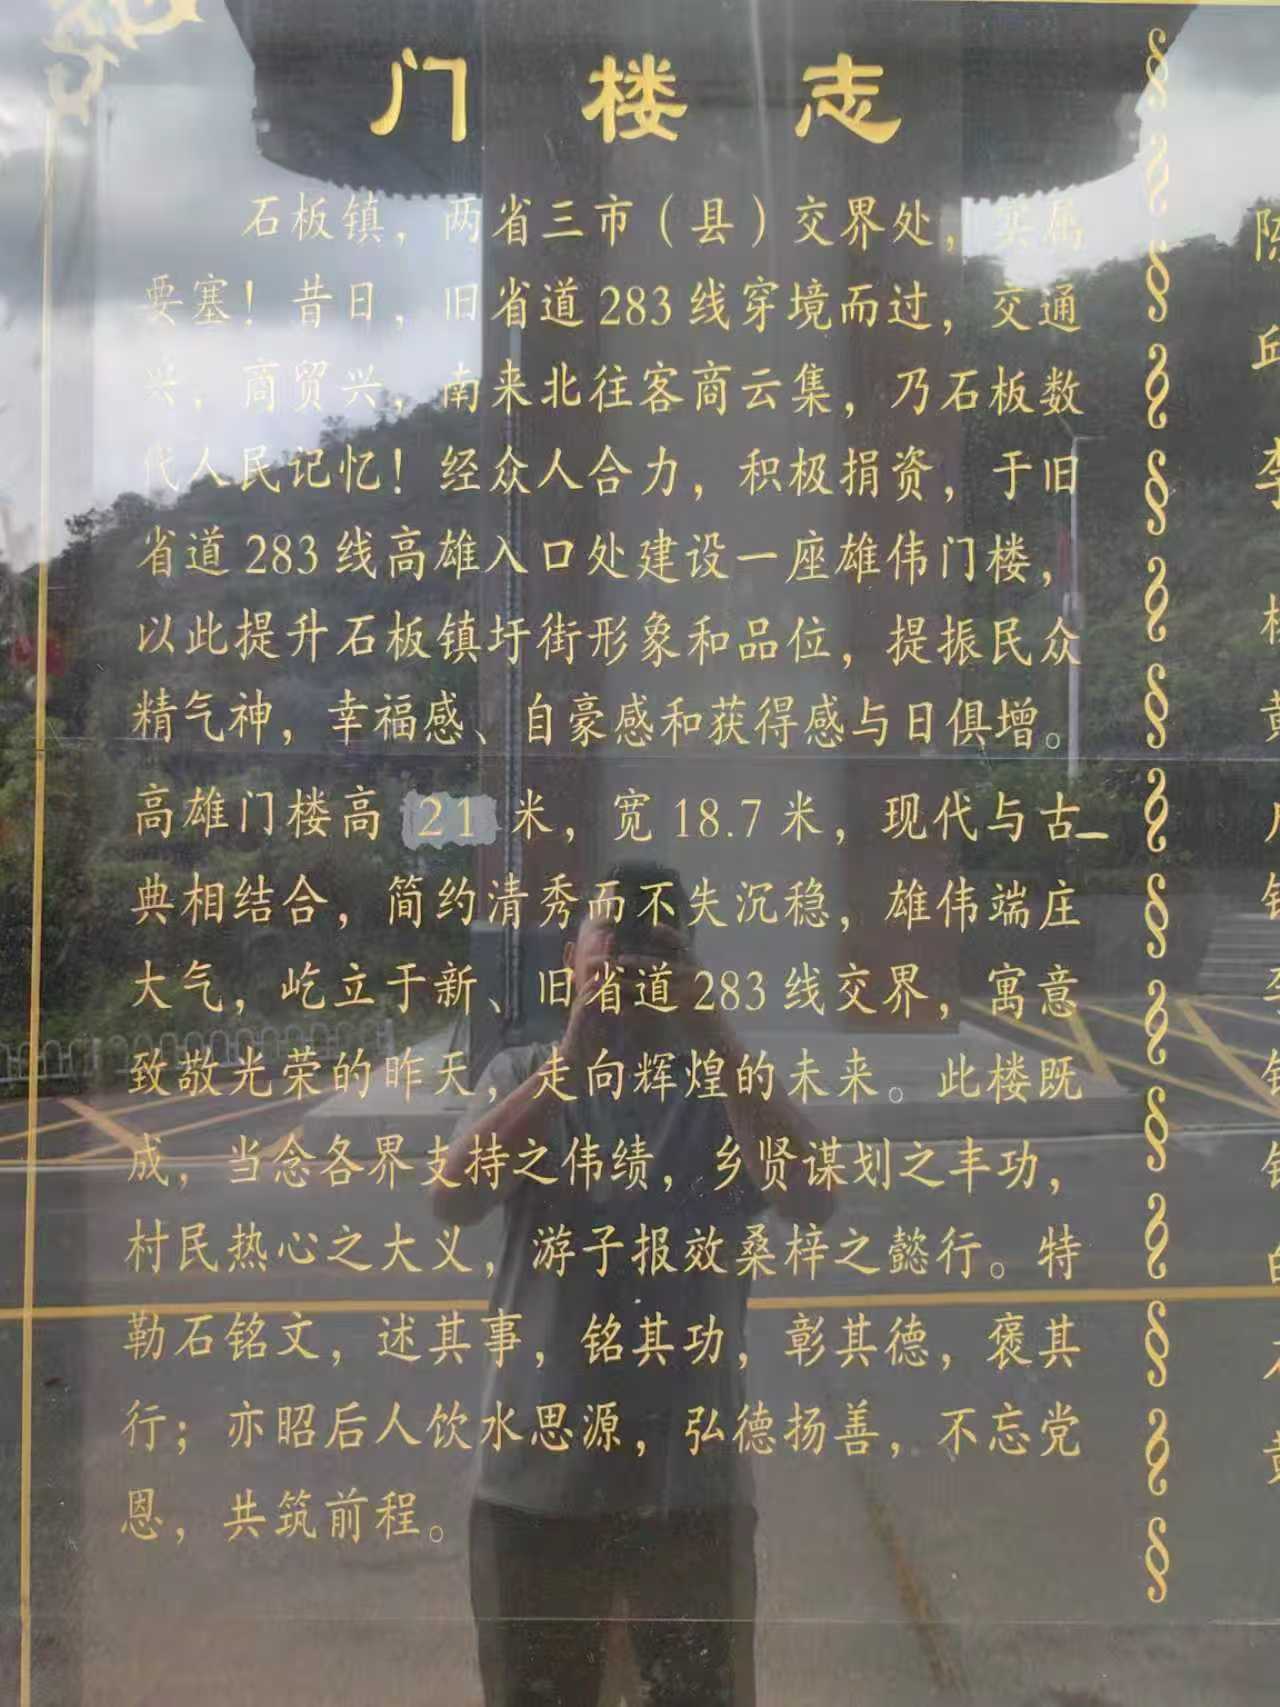 门楼志
石板镇，两省三市（县）交界处，实属
要塞！昔日，旧省道283线穿境而过，交通
兴，商贸兴，南来北往客商云集，乃石板数
代人民记忆！经众人合力，积极捐资，于旧
省道283线高雄入口处建设一座雄伟门楼，
以此提升石板镇圩街形象和品位，提振民众
精气神，幸福感、自豪感和获得感与日俱增。
高雄门楼高21米，宽18.7米，现代与古
典相结合，简约清秀而不失沉稳，雄伟端庄
大气，屹立于新、旧省道283线交界，寓意
致敬光荣的昨天，走向辉煌的未来。此楼既
成，当念各界支持之伟绩，乡贤谋划之丰功，
村民热心之大义，游子报效桑梓之懿行。特
勒石铭文，述其事，铭其功，彰其德，褒其
行；亦昭后人饮水思源，弘德扬善，不忘党
恩，共筑前程。